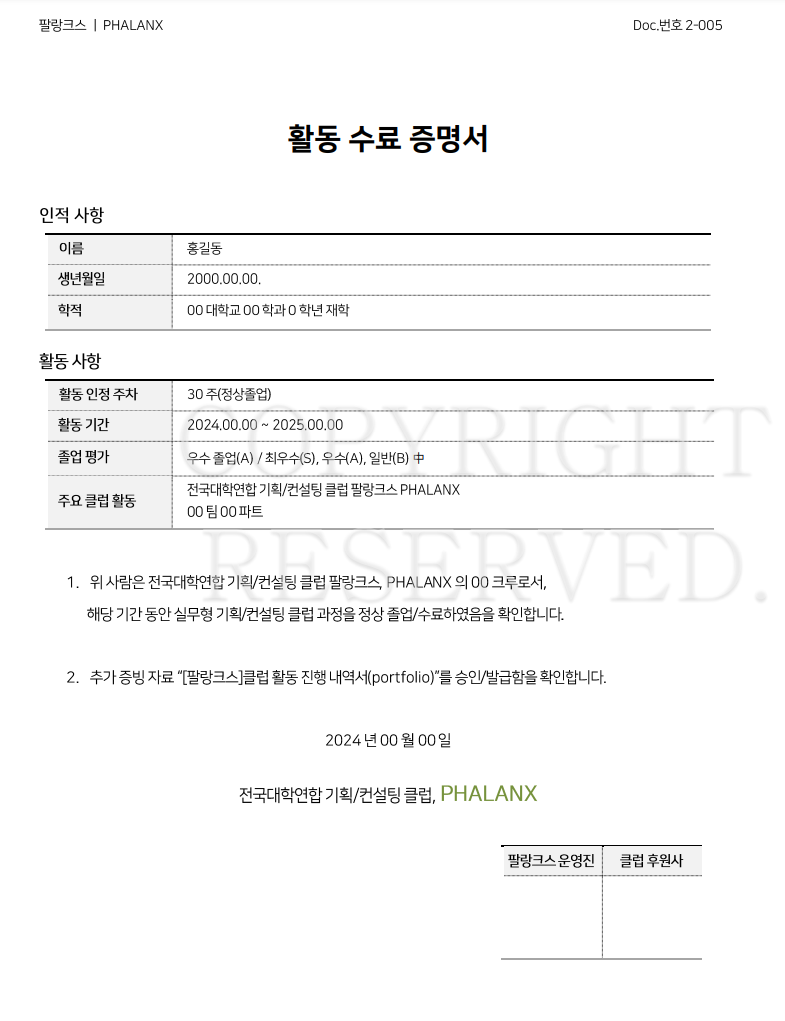 팔랑크스 | PHALANX
Doc.번호 2-005
활동 수료 증명서
인적 사항
이름 홍길동
생년월일 2000.00.00.
학적 00 대학교 00 학과 0 학년 재학
활동 사항
활동 인정 주차 30 주(정상졸업)
활동 기간 2024.00.00 ~ 2025.00.00
졸업 평가 우수 졸업(A) / 최우수(S), 우수(A), 일반(B) 中
주요 클럽 활동 전국대학연합 기획/컨설팅 클럽 팔랑크스 PHALANX
00 팀 00 파트
COPYRIGHT
RESERVED.
1. 위 사람은 전국대학연합 기획/컨설팅 클럽 팔랑크스, PHALANX 의 00 크루로서,
해당 기간 동안 실무형 기획/컨설팅 클럽 과정을 정상 졸업/수료하였음을 확인합니다.
2. 추가 증빙 자료 “[팔랑크스]클럽 활동 진행 내역서(portfolio)”를 승인/발급함을 확인합니다.
2024 년 00 월 00 일
전국대학연합 기획/컨설팅 클럽, PHALANX
팔랑크스 운영진 클럽 후원사